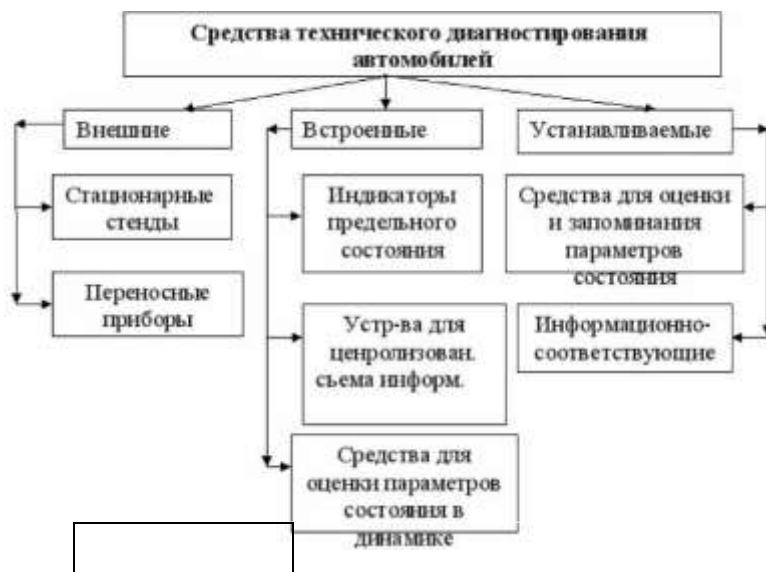 Средства технического диагностирования
автомобилей
Внешние
Встроенные
Устанавливаемые
Стационарные
стенды
Индикаторы
предельного
состояния
Средства для оценки
и запоминания
параметров
состояния
Переносные
приборы
Устр-ва для
ценролизован.
съема информ.
Информационно-
соответствующие
Средства для
оценки параметров
состояния в
динамике